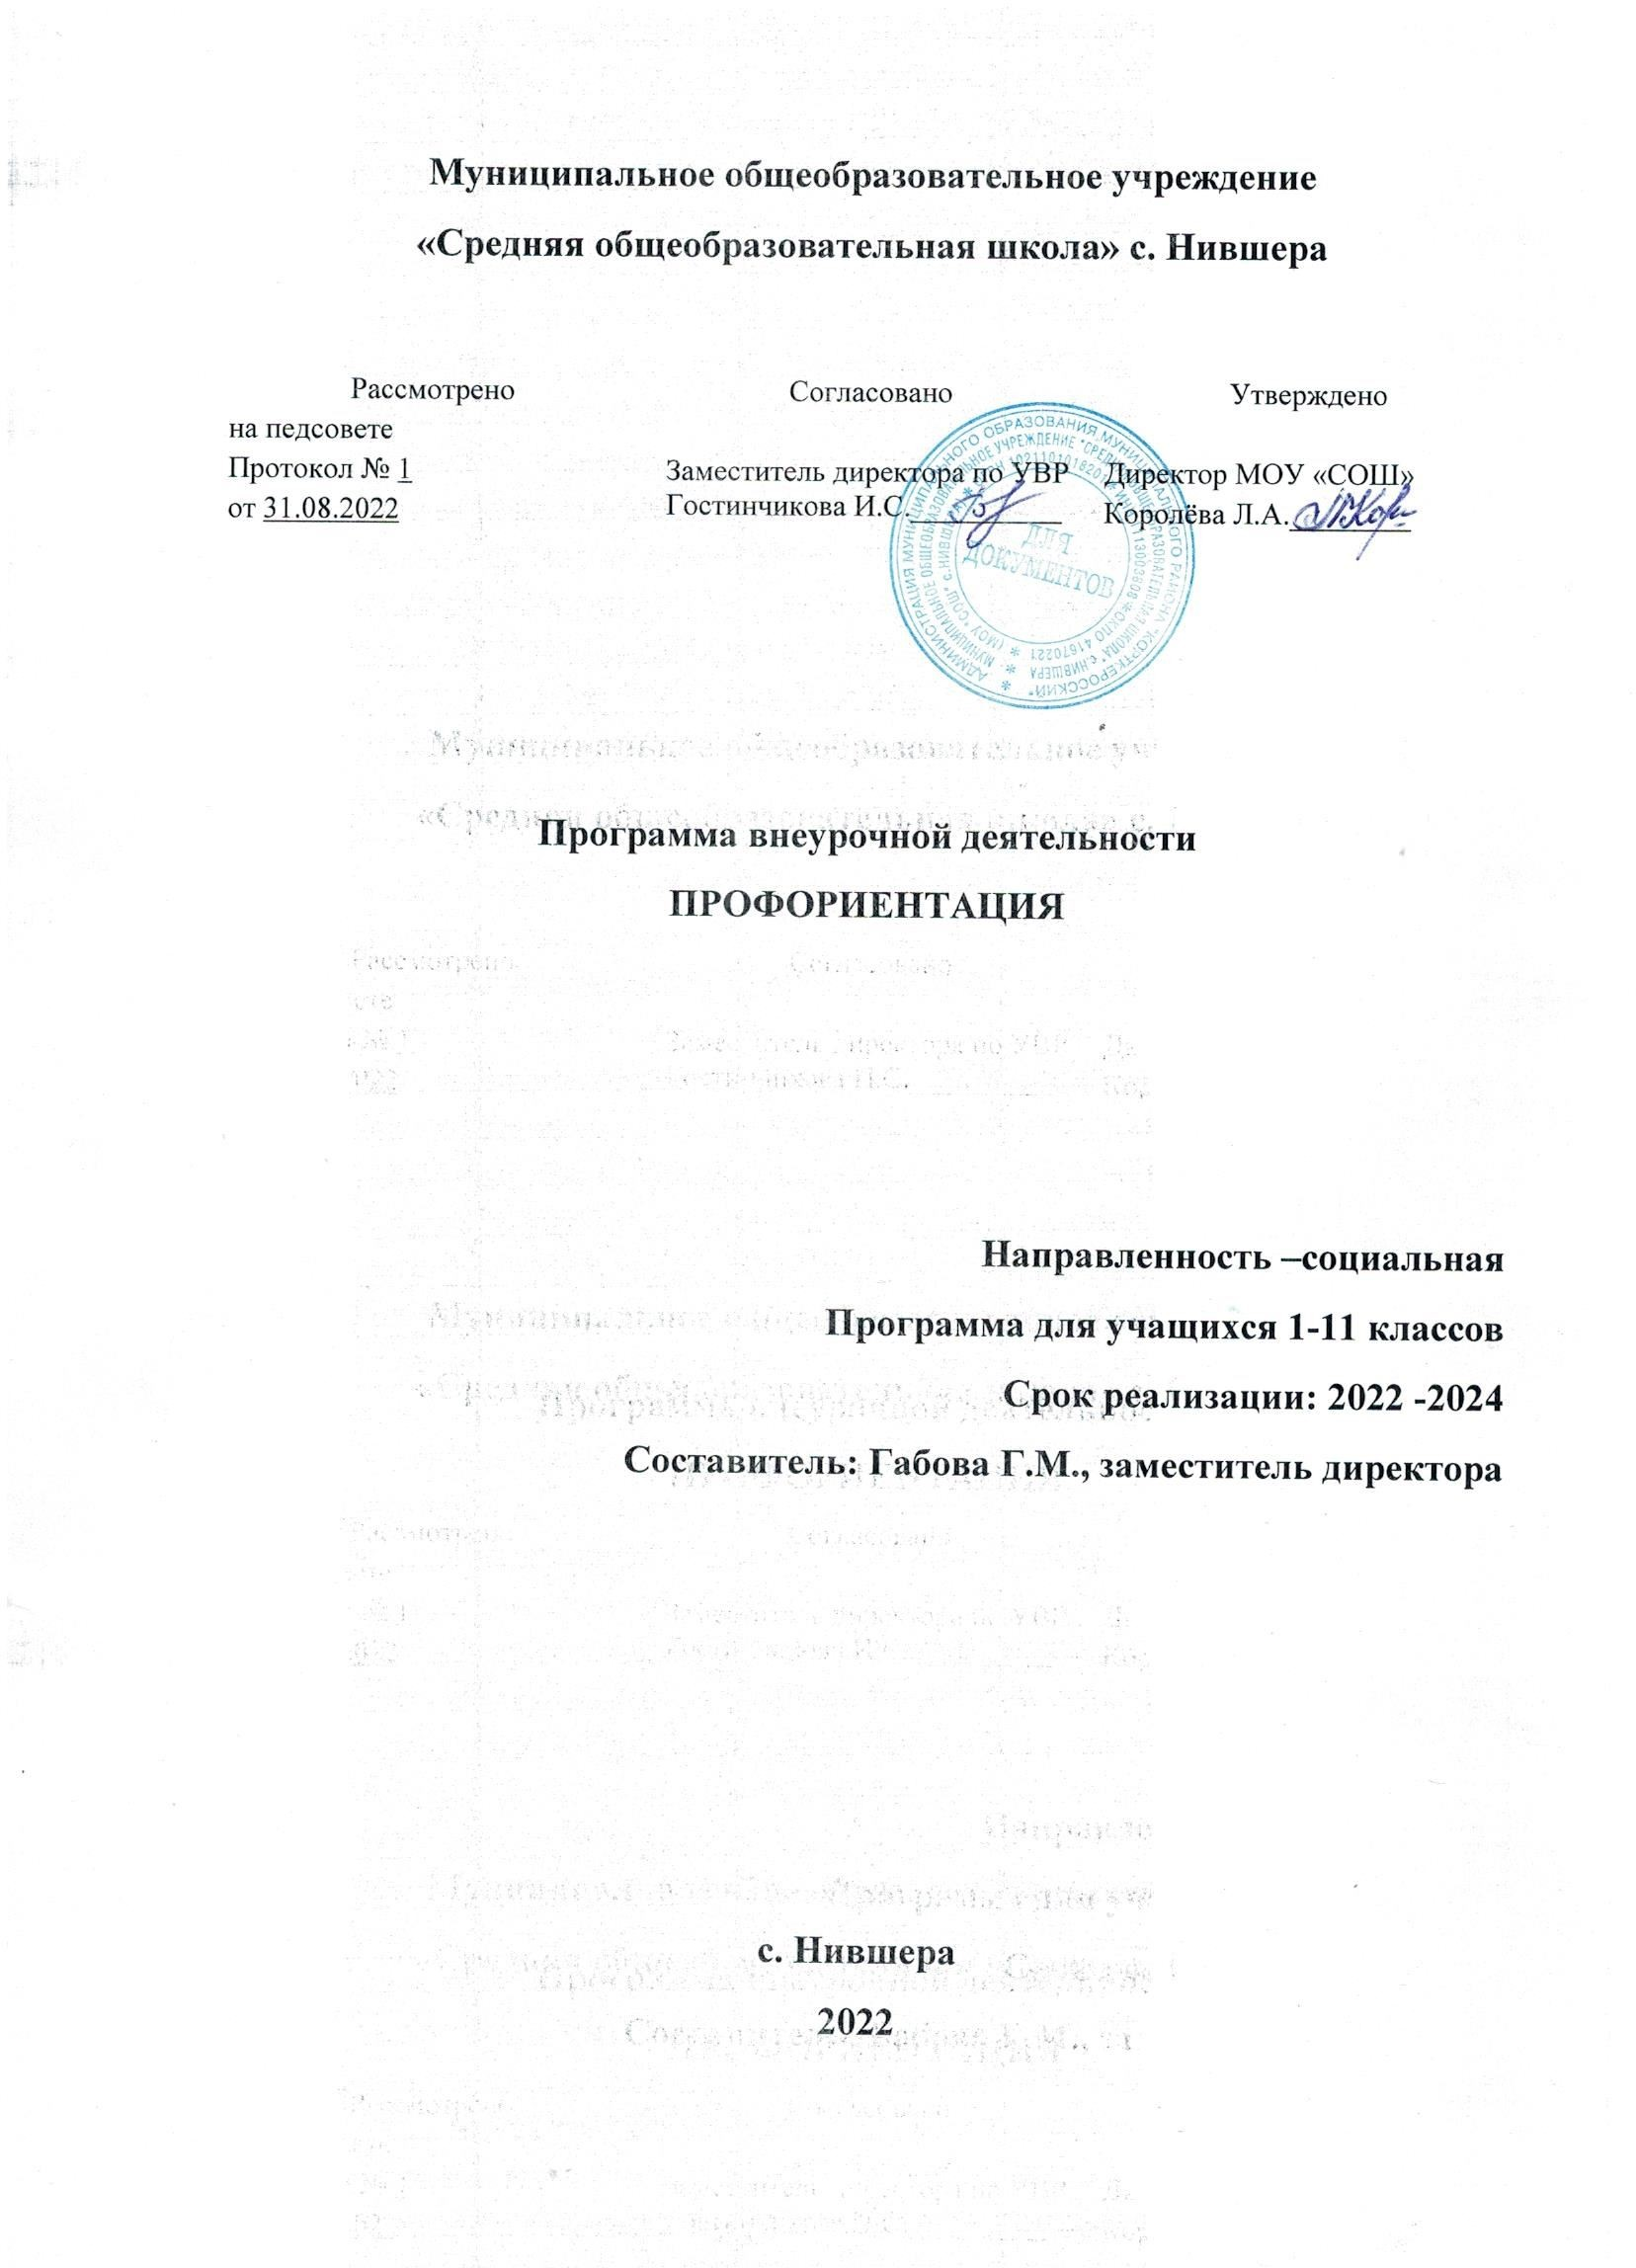 Муниципальное общеобразовательное учреждение
«Средняя общеобразовательная школа» с. Нившера
Рассмотрено
на педсовете
Протокол № 1
от 31.08.2022
Согласовано
Заместитель директора по УВР
Гостинчикова И.С.
Утверждено
Директор МОУ «СОШ»
Королёва Л.А.
ДЛЯ
ДОКУМЕНТОВ
Программа внеурочной деятельности
ПРОФОРИЕНТАЦИЯ
Направленность –социальная
Программа для учащихся 1-11 классов
Срок реализации: 2022 -2024
Составитель: Габова Г.М., заместитель директора
с. Нившера
2022